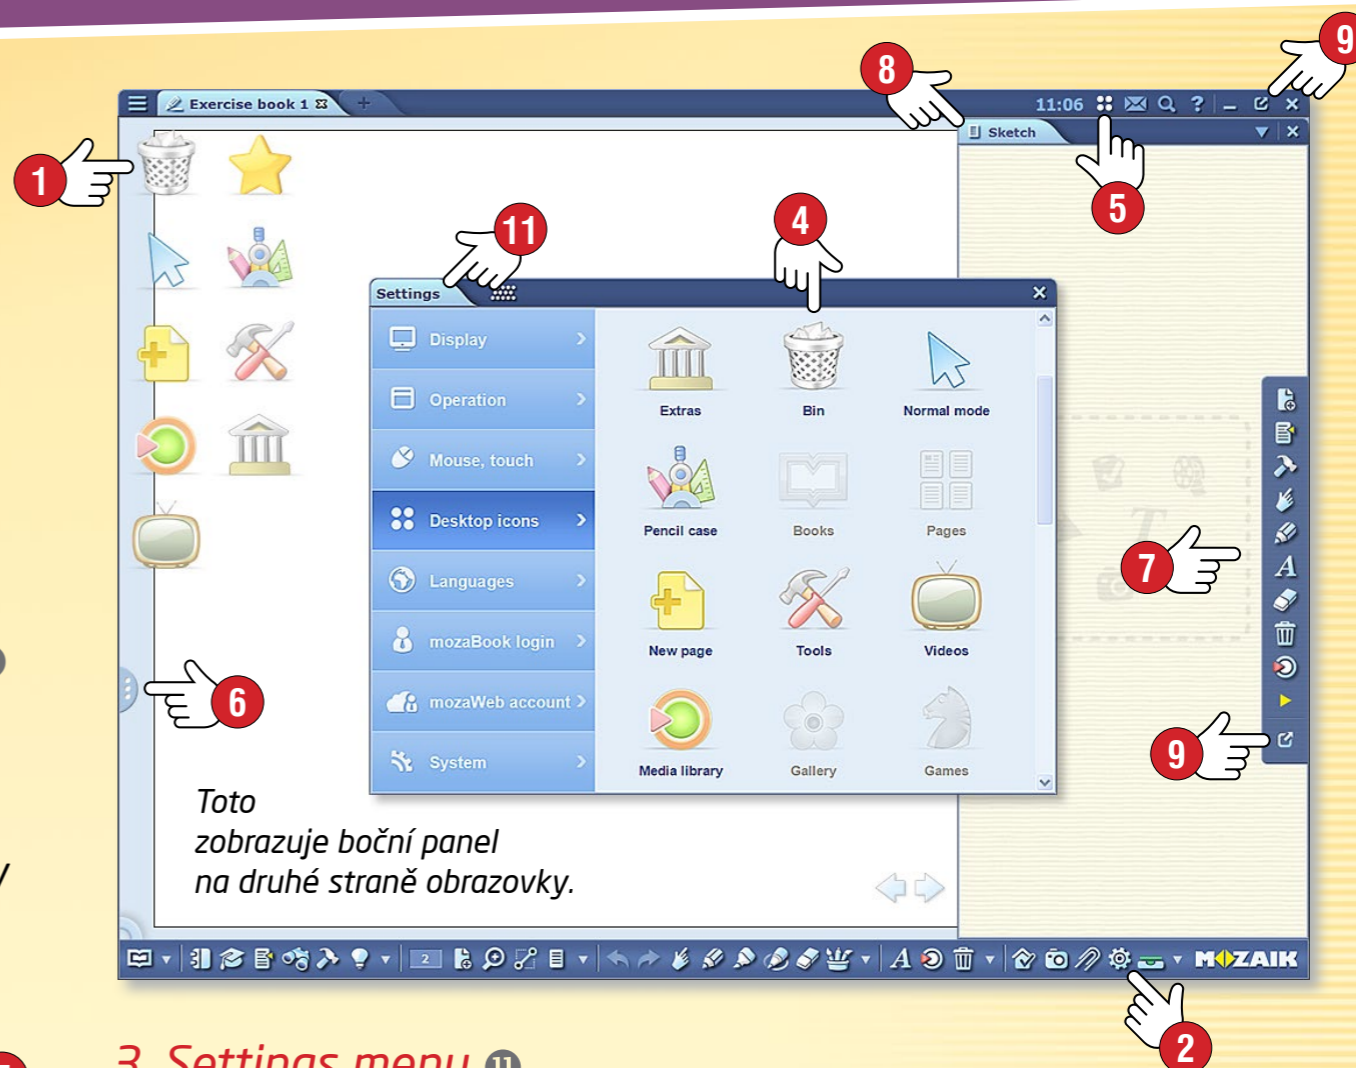 9
8
Exercise book 1
11:06
?
Sketch
1
5
11
4
Settings
Display
Operation
Mouse, touch
Desktop icons
Languages
mozaBook login
mozaWeb account
System
Extras
Bin
Normal mode
Pencil case
Books
Pages
New page
Tools
Videos
Media library
Gallery
Games
T
A
7
6
9
Toto
zobrazuje boční panel
na druhé straně obrazovky.
2
A
MOZAIK
2
3. Settings menu 11